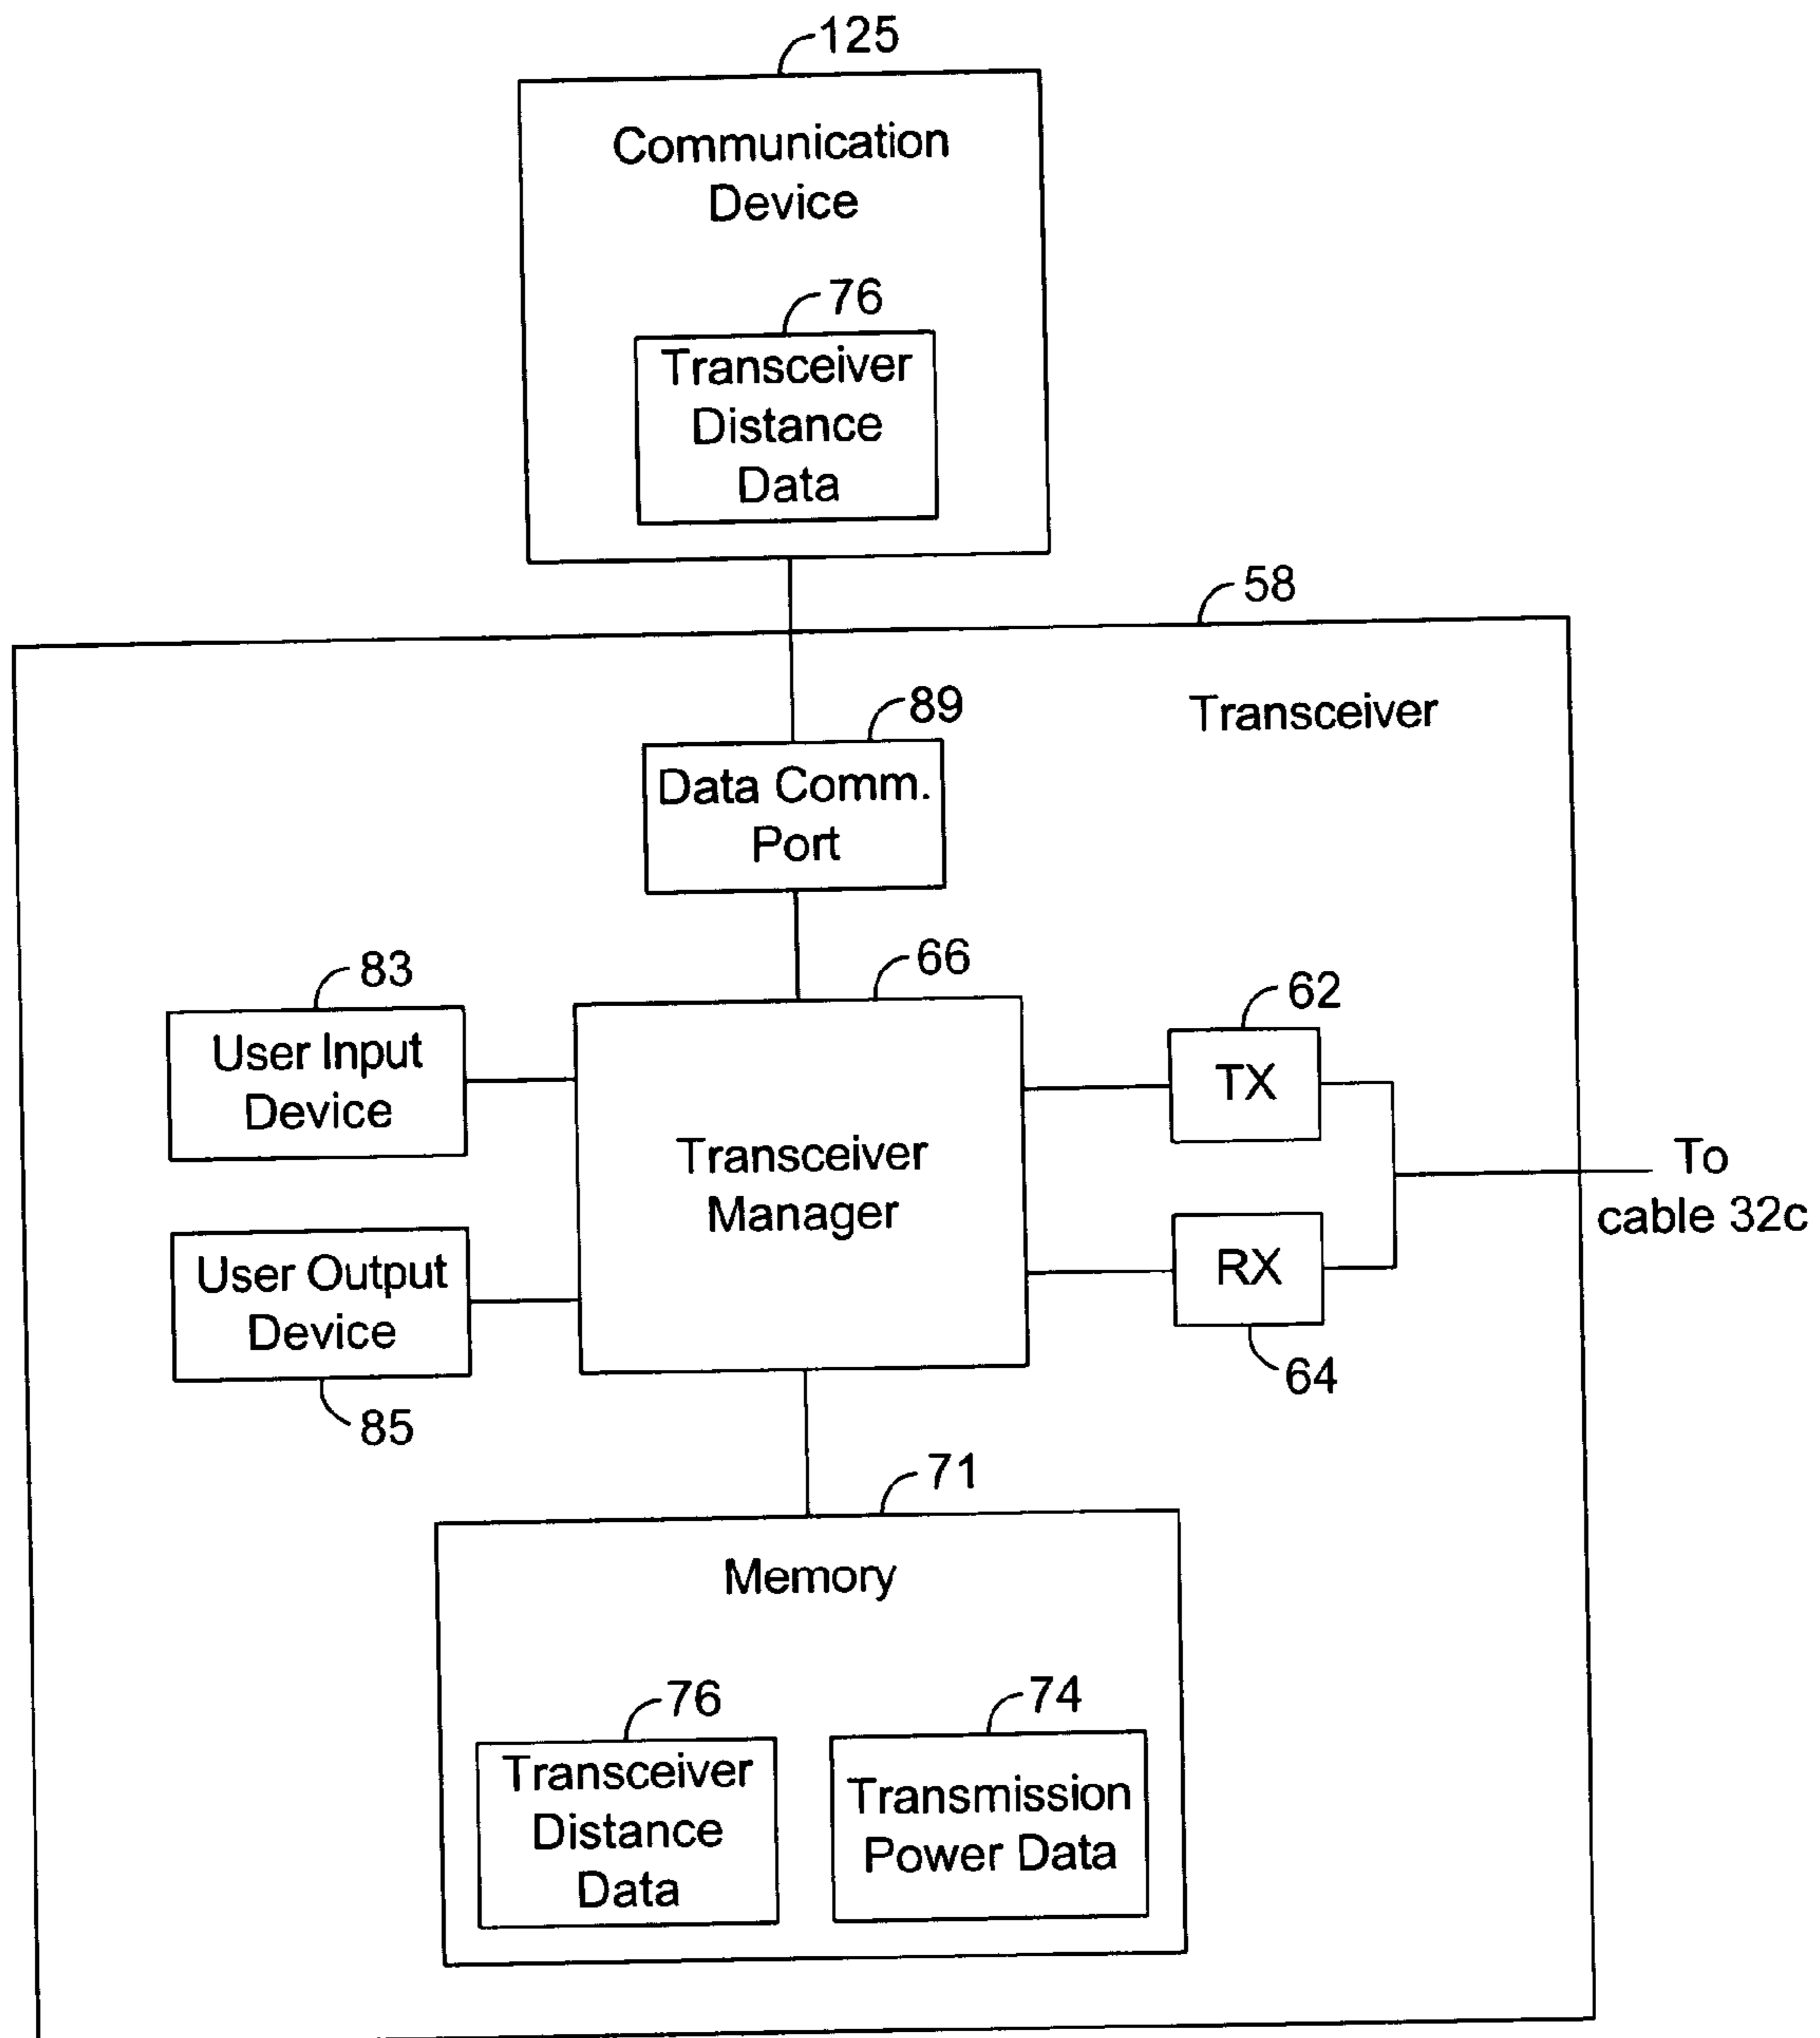 125
Communication
Device
76
Transceiver
Distance
Data
58
Transceiver
89
Data Comm.
Port
83
User Input
Device
66
Transceiver
Manager
62
TX
To
cable 32c
RX
64
User Output
Device
85
71
Memory
76
Transceiver
Distance
Data
74
Transmission
Power Data